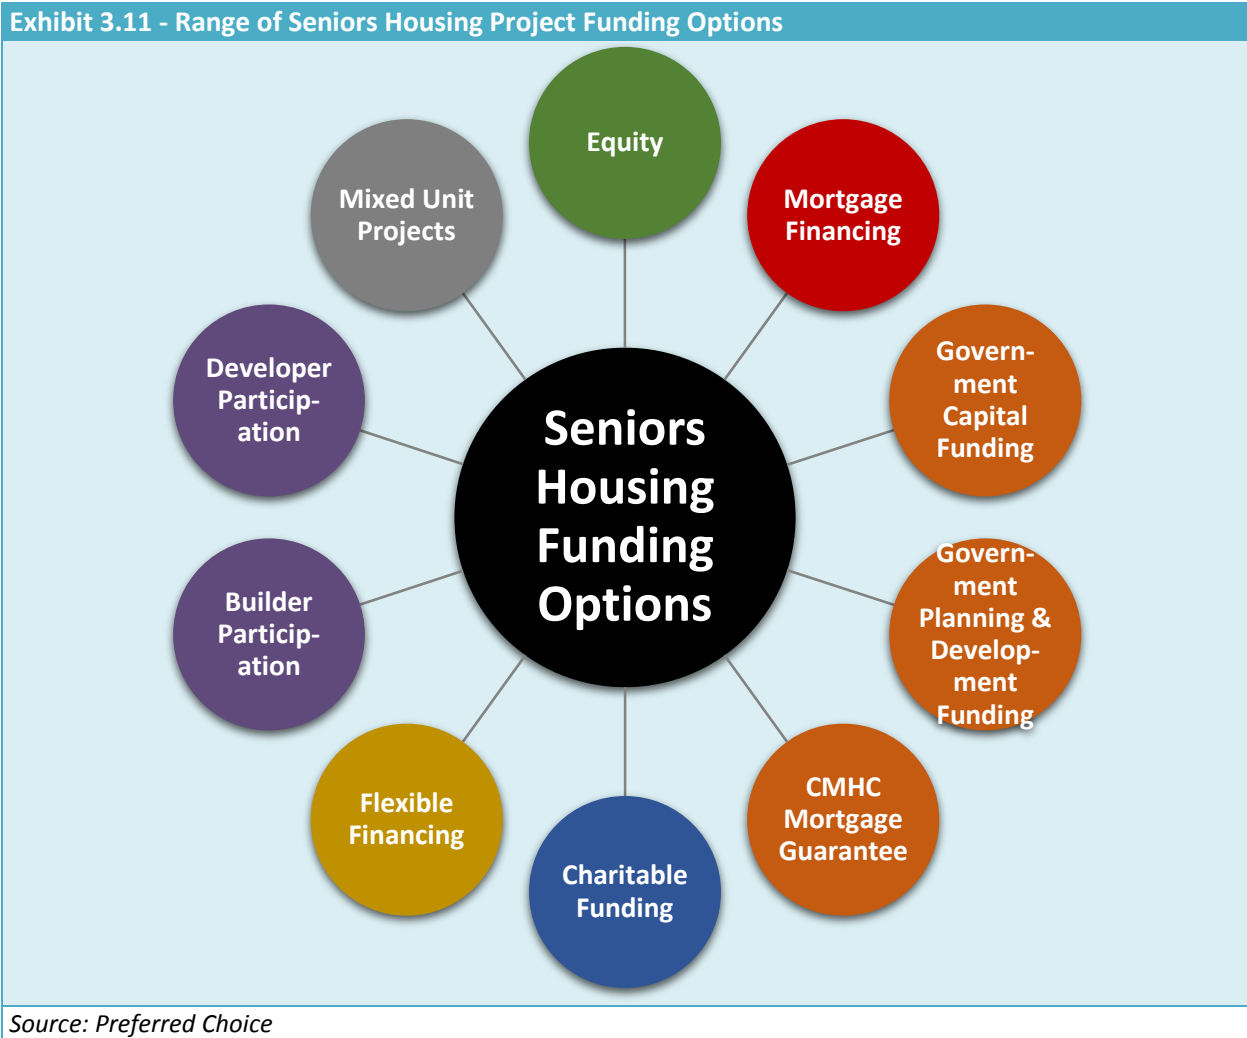 Exhibit 3.11 - Range of Seniors Housing Project Funding Options
Equity
Mortgage
Financing
Govern-
ment
Capital
Funding
Govern-
ment
Planning &
Develop-
ment
Funding
CMHC
Mortgage
Guarantee
Charitable
Funding
Flexible
Financing
Builder
Particip-
ation
Developer
Particip-
ation
Mixed Unit
Projects
Seniors
Housing
Funding
Options
Source: Preferred Choice